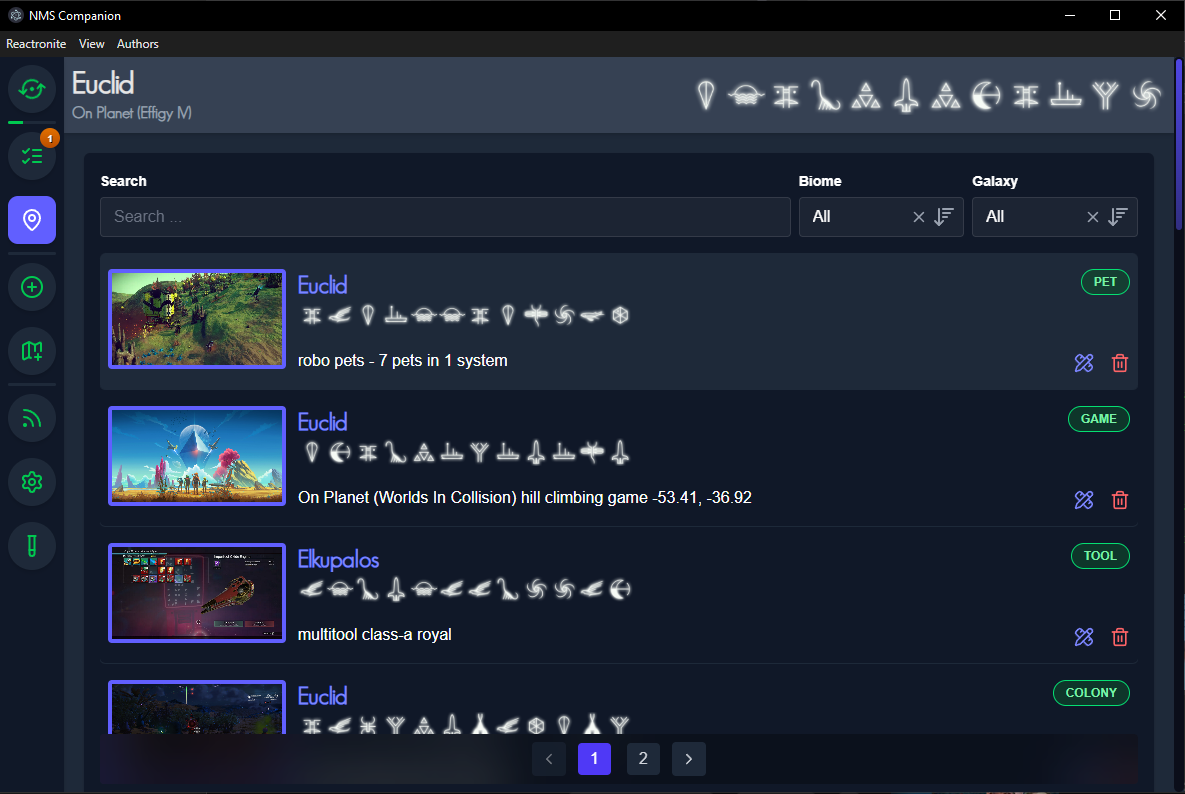 NMS Companion
Reactronite View Authors
Euclid
On Planet (Effigy M)
1
Search
Biome
Galaxy
Search ...
All
All
Euclid
PET
robo pets - 7 pets in 1 system
Euclid
GAME
On Planet (Worlds In Collision) hill climbing game -53.41, -36.92
Elkupalos
TOOL
multitool class-a royal
Euclid
COLONY
1 2